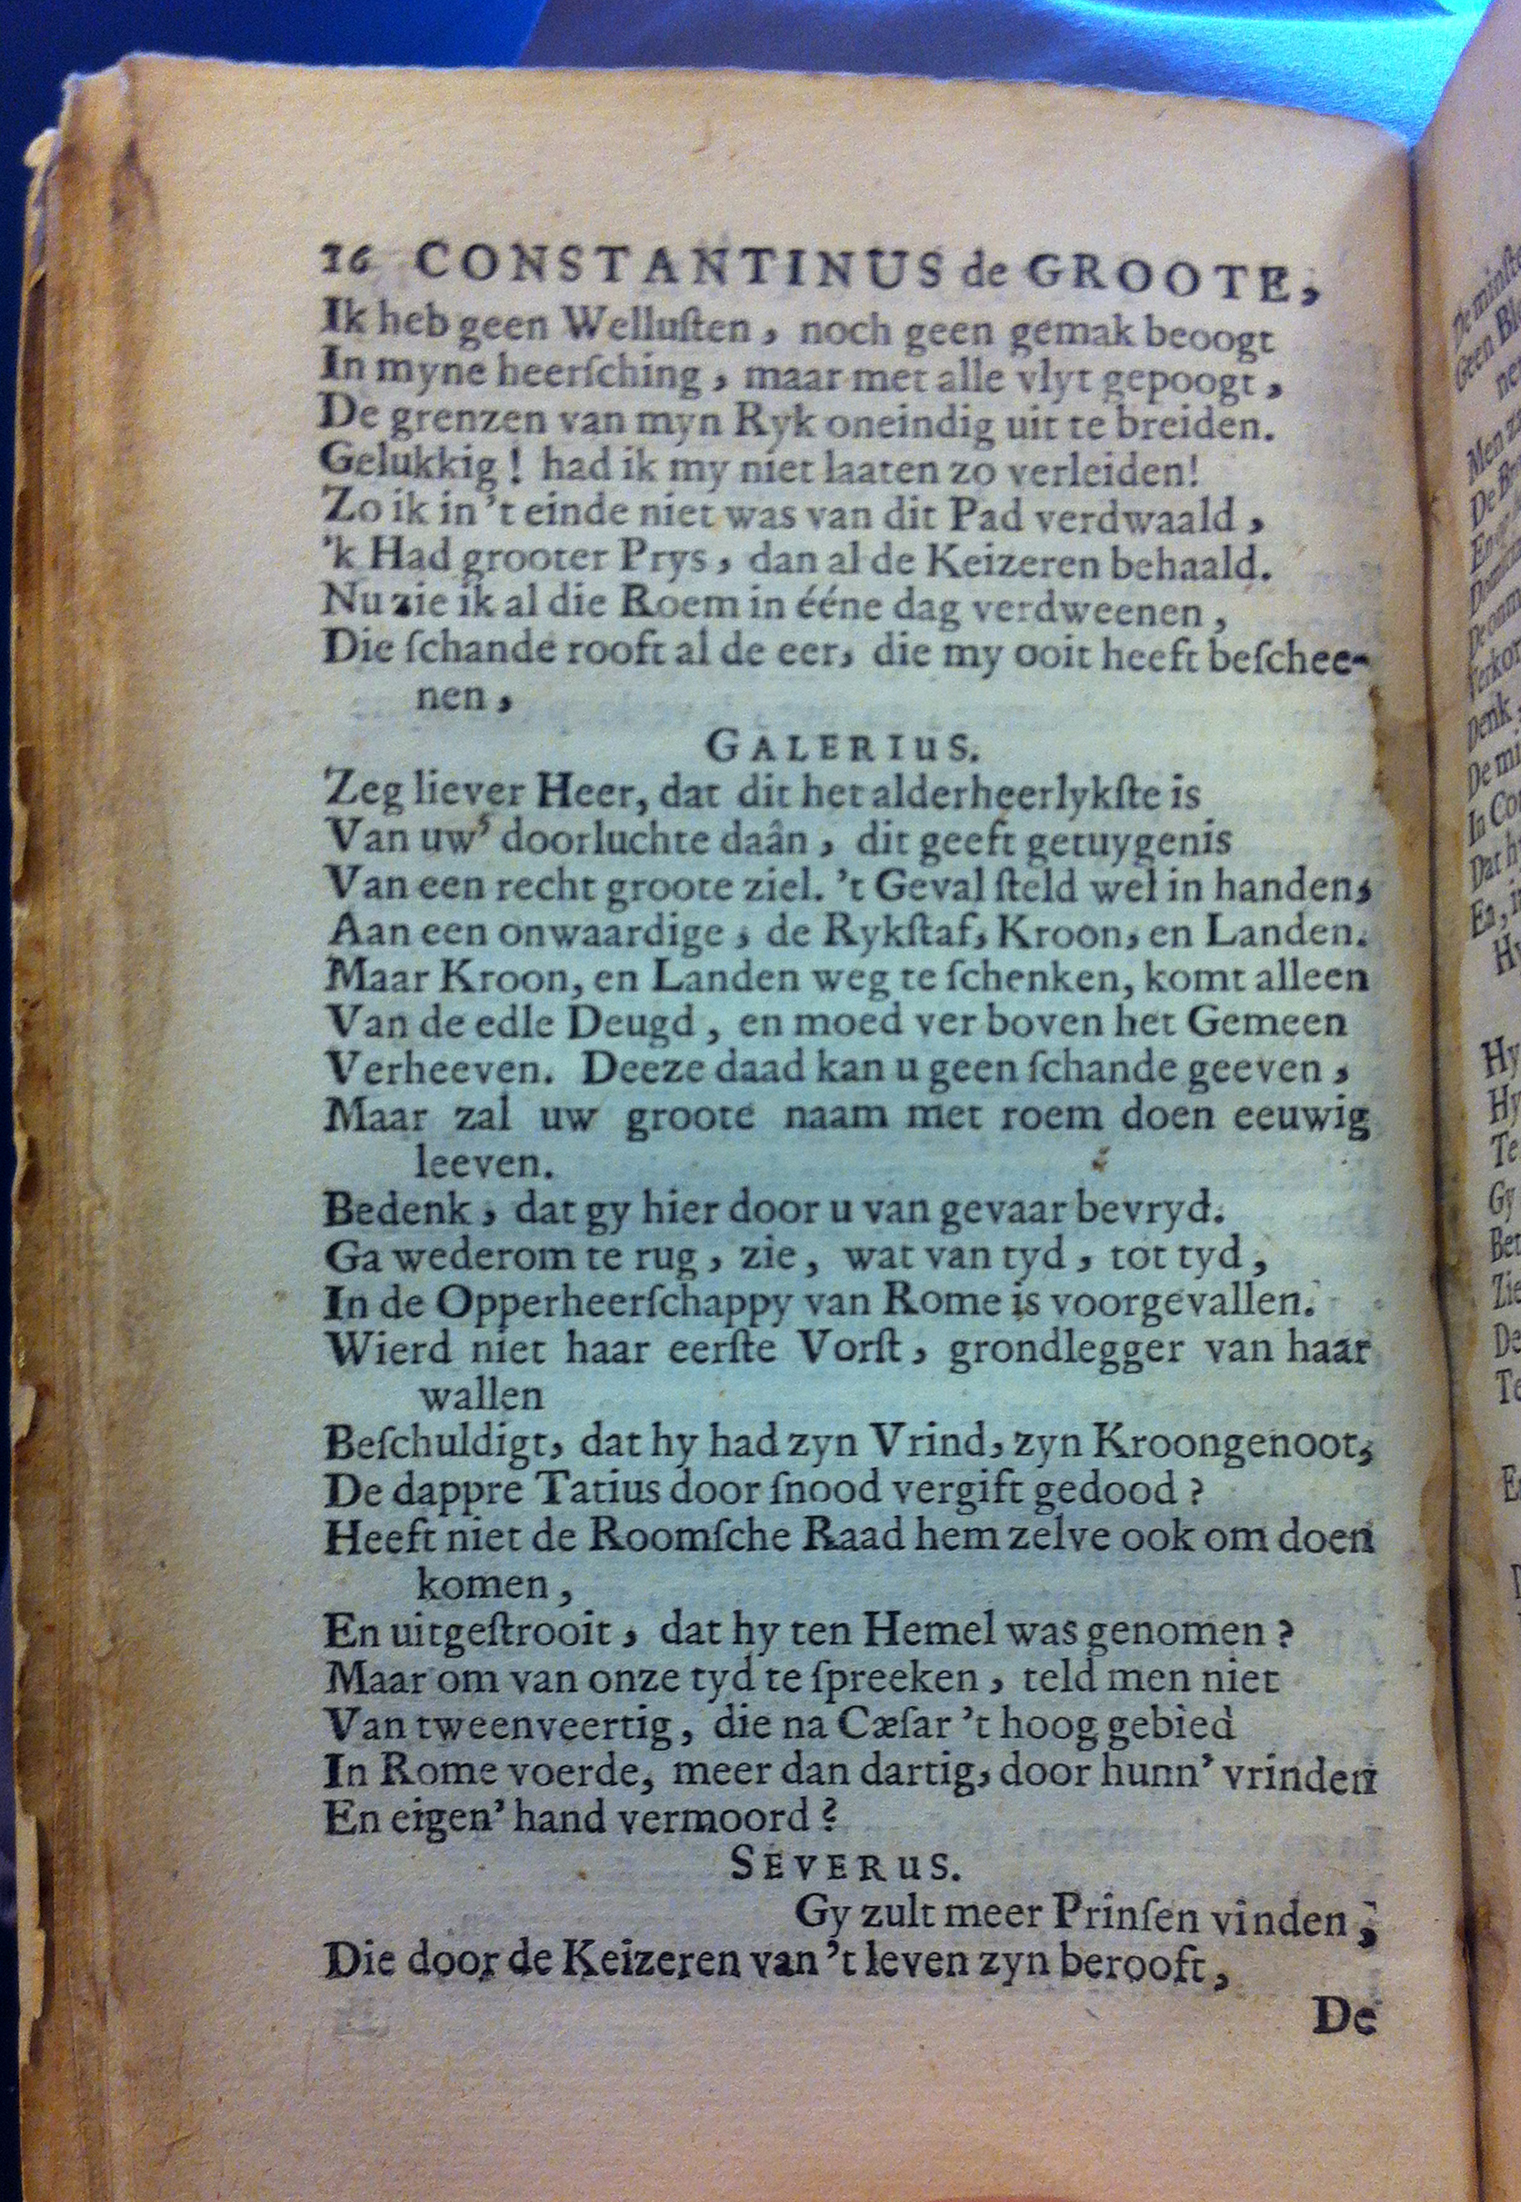 16 CONSTANTINUS de GROOTE,
Ik heb geen Welluſten, noch geen gemak beoogt
In myne heerſching, maar met alle vlyt gepoogt,
De grenzen van myn Ryk oneindig uit te breiden.
Gelukkig! had ik my niet laaten zo verleiden!
Zo ik in 't einde niet was van dit Pad verdwaald,
'k Had grooter Prys, dan al de Keizeren behaald.
Nu zie ik al die Roem in ééne dag verdweenen,
Die ſchande rooft al de eer, die my ooit heeft beſchee-
nen,
GALERIUS.
Zeg liever Heer, dat dit het alderheerlykſte is
Van uw' doorluchte daân, dit geeft getuygenis
Van een recht groote ziel. 't Geval ſteld wel in handen,
Aan een onwaardige, de Rykſtaf, Kroon, en Landen.
Maar Kroon, en Landen weg te ſchenken, komt alleen
Van de edle Deugd, en moed ver boven het Gemeen
Verheeven. Deeze daad kan u geen ſchande geeven,
Maar zal uw groote naam met roem doen eeuwig
leeven.
Bedenk, dat gy hier door u van gevaar bevryd.
Ga wederom te rug, zie, wat van tyd, tot tyd,
In de Opperheerſchappy van Rome is voorgevallen.
Wierd niet haar eerſte Vorſt, grondlegger van haar
wallen
Beſchuldigt, dat hy had zyn Vrind, zyn Kroongenoot,
De dappre Tatius door ſnood vergift gedood?
Heeft niet de Roomſche Raad hem zelve ook om doen
komen,
En uitgeſtrooit, dat hy ten Hemel was genomen?
Maar om van onze tyd te ſpreeken, teld men niet
Van tweenveertig, die na Cæſar 't hoog gebied
In Rome voerde, meer dan dartig, door hunn' vrinden
En eigen' hand vermoord?
SEVERUS.
Gy zult meer Prinſen vinden,
Die door de Keizeren van 't leven zyn berooft,
De